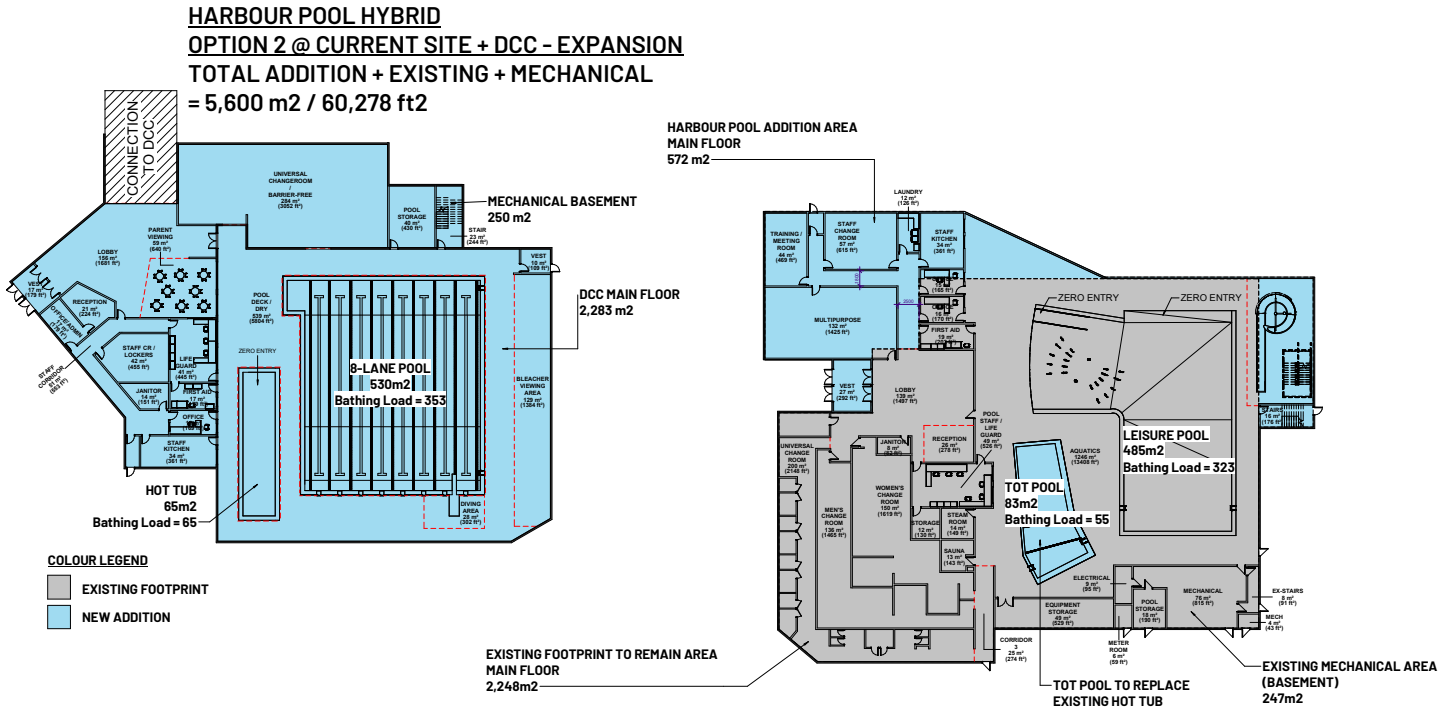 HARBOUR POOL HYBRID
OPTION 2 @ CURRENT SITE + DCC - EXPANSION
TOTAL ADDITION + EXISTING + MECHANICAL
= 5,600 m2 / 60,278 ft2
CONNECTION
TO DCC
UNIVERSAL
CHANGEROOM
/
BARRIER-FREE
284 m²
(3052 ft²)
POOL
STORAGE
40 m²
(430 ft²)
MECHANICAL BASEMENT
250 m2
STAIR
23 m²
(244 ft²)
PARENT
VIEWING
59 m²
(640 ft²)
LOBBY
156 m²
(1681 ft²)
VEST
17 m²
(179 ft²)
VEST
10 m²
(109 ft²)
RECEPTION
21 m²
(224 ft²)
OFFICE/ADMIN
POOL
DECK /
DRY
539 m²
(5804 ft²)
DCC MAIN FLOOR
2,283 m2
STAFF CR /
LOCKERS
42 m²
(455 ft²)
STAFF
CORRIDOR
LIFE
GUARD
41 m²
(445 ft²)
ZERO ENTRY
8-LANE POOL
530m2
Bathing Load = 353
BLEACHER
VIEWING
AREA
129 m²
(1384 ft²)
JANITOR
14 m²
(151 ft²)
FIRST AID
17 m²
OFFICE
STAFF
KITCHEN
34 m²
(361 ft²)
DIVING
AREA
28 m²
(302 ft²)
HOT TUB
65m2
Bathing Load = 65
COLOUR LEGEND
EXISTING FOOTPRINT
NEW ADDITION
HARBOUR POOL ADDITION AREA
MAIN FLOOR
572 m2
LAUNDRY
12 m²
(126 ft²)
TRAINING /
MEETING
ROOM
44 m²
(469 ft²)
STAFF
CHANGE
ROOM
57 m²
(615 ft²)
STAFF
KITCHEN
34 m²
(361 ft²)
(165 ft²)
(170 ft²)
MULTIPURPOSE
132 m²
(1425 ft²)
FIRST AID
19 m²
ZERO ENTRY
ZERO ENTRY
VEST
27 m²
(292 ft²)
LOBBY
139 m²
(1497 ft²)
STAIRS
16 m²
(176 ft²)
POOL
STAFF /
LIFE
GUARD
49 m²
(526 ft²)
RECEPTION
26 m²
(278 ft²)
JANITOR
8 m²
UNIVERSAL
CHANGE
ROOM
200 m²
(2148 ft²)
MEN'S
CHANGE
ROOM
136 m²
(1465 ft²)
WOMEN'S
CHANGE
ROOM
150 m²
(1619 ft²)
AQUATICS
1246 m²
(13408 ft²)
LEISURE POOL
485m2
Bathing Load = 323
TOT POOL
83m2
Bathing Load = 55
STORAGE
12 m²
(130 ft²)
STEAM
ROOM
14 m²
(149 ft²)
SAUNA
13 m²
(143 ft²)
ELECTRICAL
9 m²
(95 ft²)
MECHANICAL
76 m²
(815 ft²)
EX-STAIRS
8 m²
(91 ft²)
EQUIPMENT
STORAGE
49 m²
(529 ft²)
POOL
STORAGE
18 m²
(190 ft²)
MECH
4 m²
(43 ft²)
METER
ROOM
6 m²
(59 ft²)
CORRIDOR
3
25 m²
(274 ft²)
EXISTING FOOTPRINT TO REMAIN AREA
MAIN FLOOR
2,248m2
TOT POOL TO REPLACE
EXISTING HOT TUB
EXISTING MECHANICAL AREA
(BASEMENT)
247m2